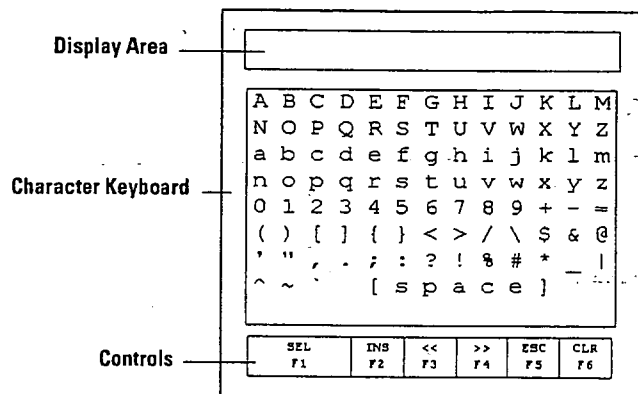 Display Area
A B C D E F G H I J K L M
N O P Q R S T U V W X Y Z
a b c d e f g h i j k l m
Character Keyboard
n o p q r s t u v w x y z
0 1 2 3 4 5 6 7 8 9 + - =
( ) [ ] { } < > / \ $ & @
' " , . ; : ? ! % # * _ |
^ ~ ` [ s p a c e ]
Controls
SEL INS << >> ESC CLR
F1 F2 F3 F4 F5 F6